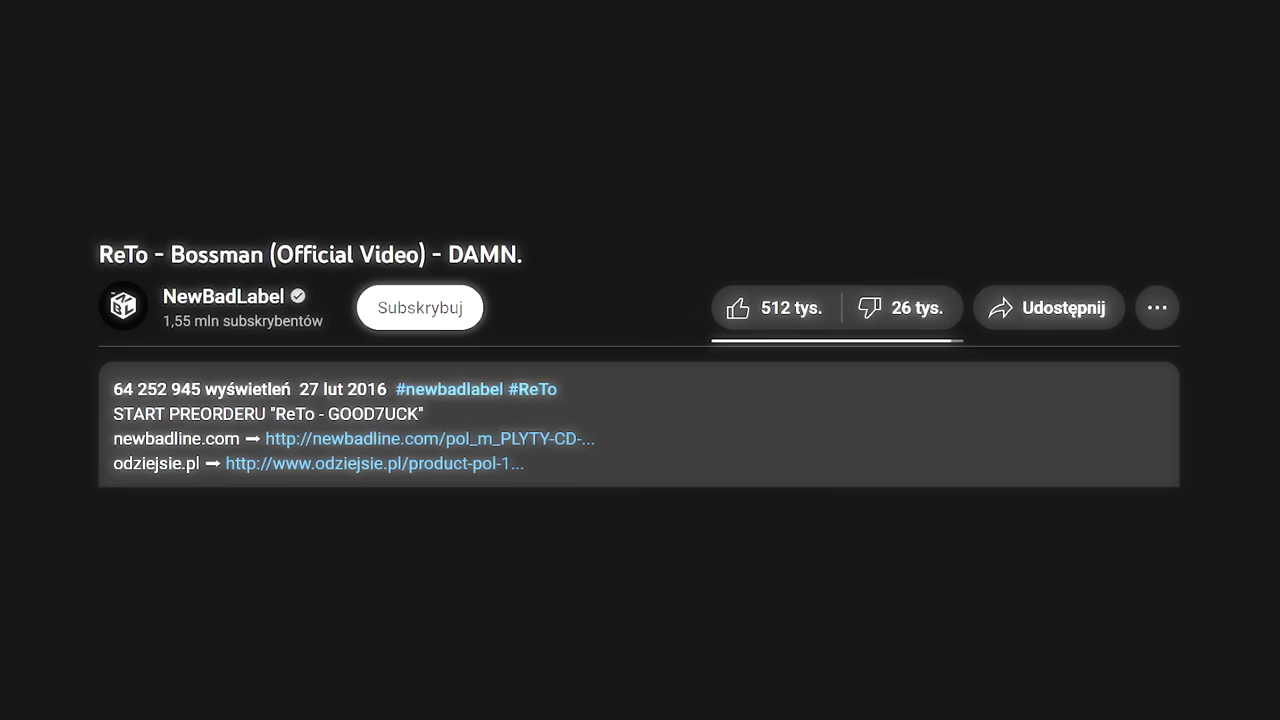 ReTo - Bossman (Official Video) - DAMN.
NewBadLabel
1,55 mln subskrybentów
Subskrybuj
512 tys.
26 tys.
Udostępnij
64 252 945 wyświetleń 27 lut 2016 #newbadlabel #ReTo
START PREORDERU "ReTo - GOOD7UCK"
newbadline.com ➞ http://newbadline.com/pol_m_PLYTY-CD-...
odziejsie.pl ➞ http://www.odziejsie.pl/product-pol-1...